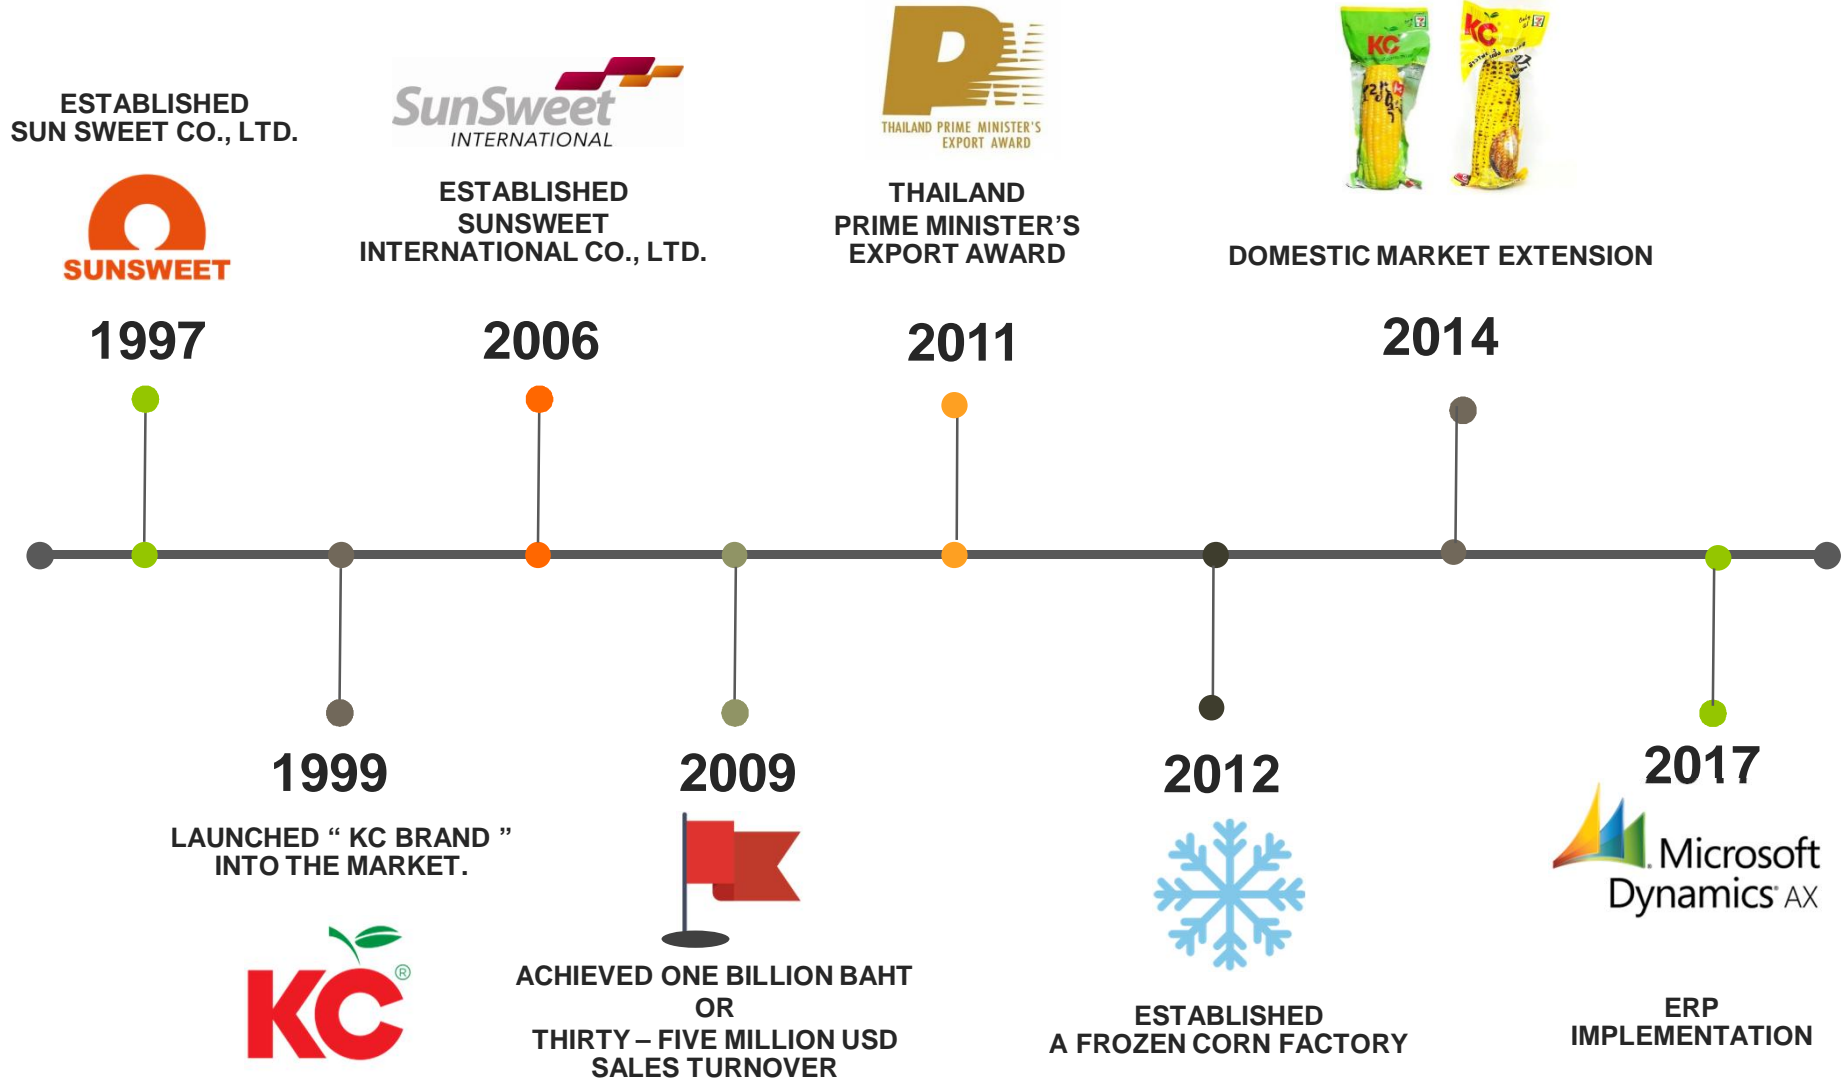 ESTABLISHED
SUN SWEET CO., LTD.
SUNSWEET
1997
SunSweet
INTERNATIONAL
ESTABLISHED
SUNSWEET
INTERNATIONAL CO., LTD.
2006
THAILAND PRIME MINISTER'S
EXPORT AWARD
THAILAND
PRIME MINISTER’S
EXPORT AWARD
2011
KC
KC
DOMESTIC MARKET EXTENSION
2014
1999
LAUNCHED “ KC BRAND ”
INTO THE MARKET.
KC®
2009
ACHIEVED ONE BILLION BAHT
OR
THIRTY – FIVE MILLION USD
SALES TURNOVER
2012
ESTABLISHED
A FROZEN CORN FACTORY
2017
Microsoft
Dynamics AX
ERP
IMPLEMENTATION